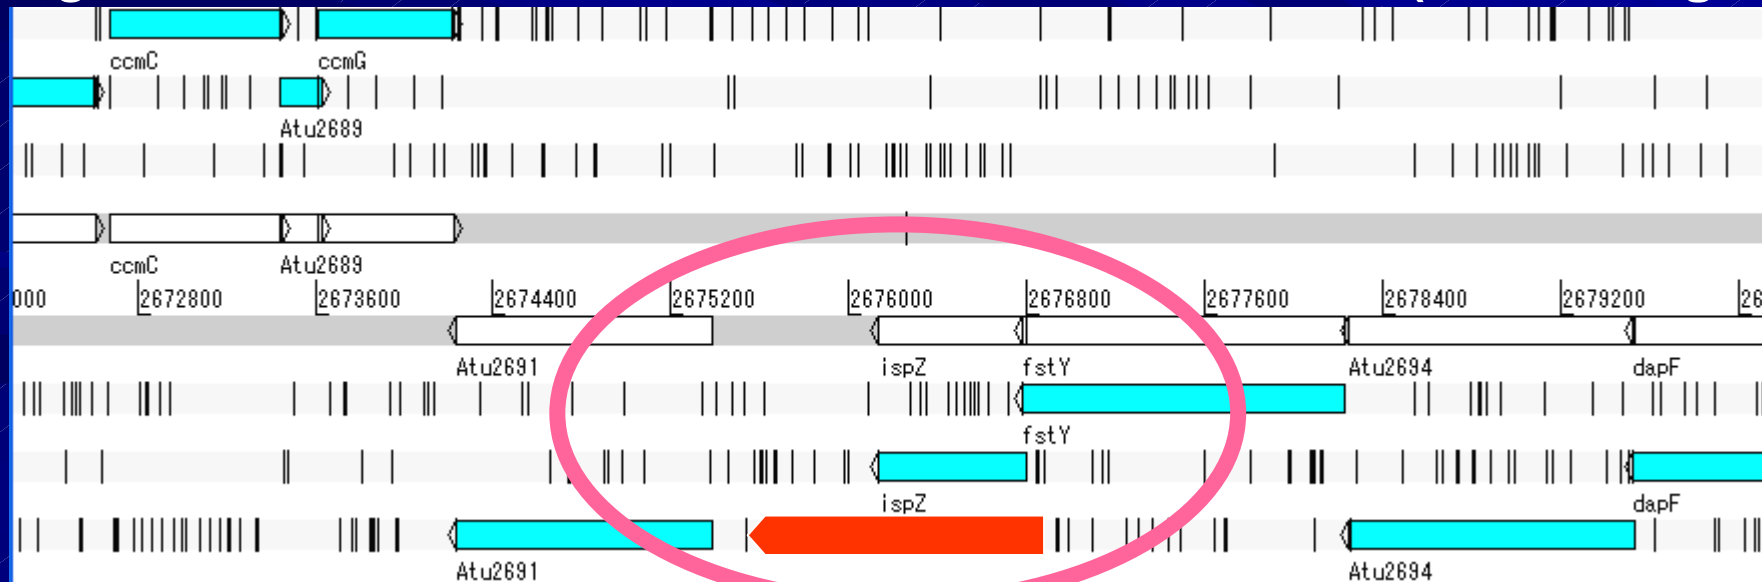 ccmC ccmG
Atu2689
ccmC Atu2689
000 2672800 2673600 2674400 2675200 2676000 2676800 2677600 2678400 2679200 26
Atu2691 ispZ fstY Atu2694 dapF
fstY
ispZ dapF
Atu2691 Atu2694